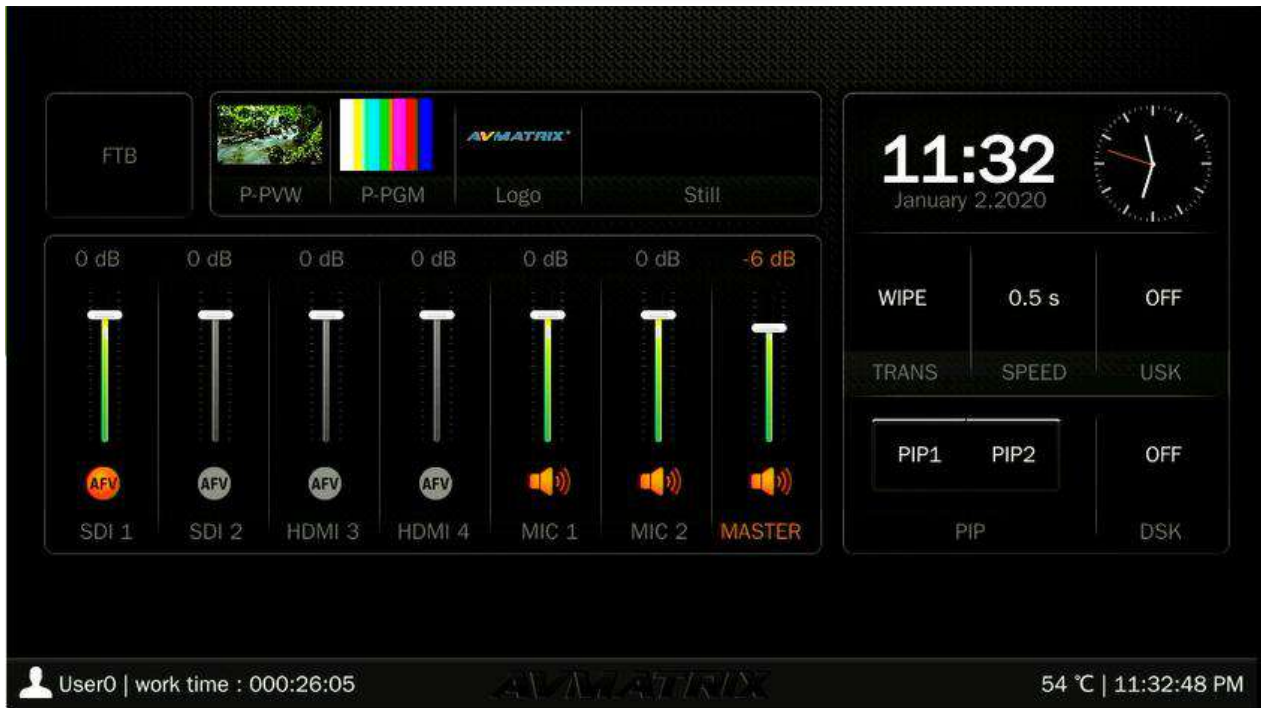 FTB
AVMATRIX®
P-PVW P-PGM Logo Still
11:32
January 2.2020
0 dB 0 dB 0 dB 0 dB 0 dB 0 dB -6 dB
AFV AFV AFV AFV
SDI 1 SDI 2 HDMI 3 HDMI 4 MIC 1 MIC 2 MASTER
WIPE 0.5 s OFF
TRANS SPEED USK
PIP1 PIP2 OFF
PIP DSK
User0 | work time : 000:26:05
AVMATRIX
54 ℃ | 11:32:48 PM